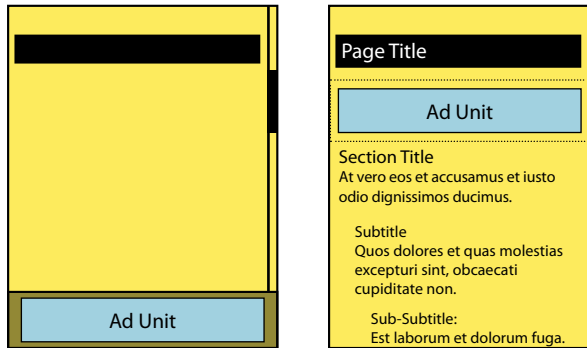 Ad Unit
Page Title
Ad Unit
Section Title
At vero eos et accusamus et iusto
odio dignissimos ducimus.
Subtitle
Quos dolores et quas molestias
excepturi sint, obcaecati
cupiditate non.
Sub-Subtitle:
Est laborum et dolorum fuga.